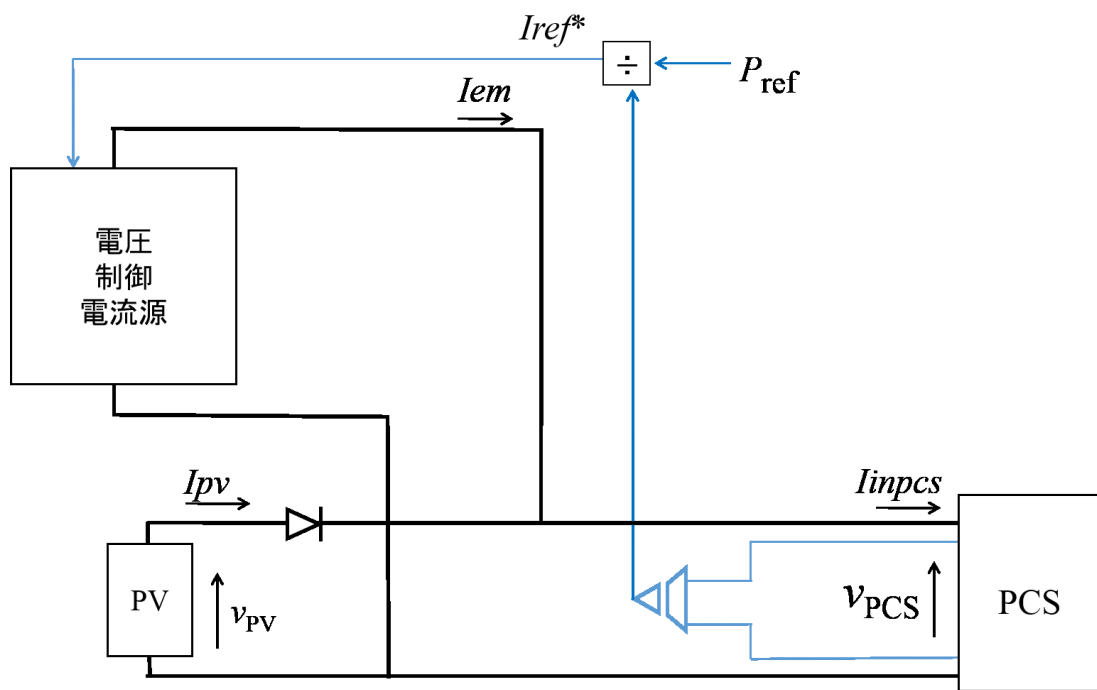 Iref*
÷
Pref
Iem
電圧
制御
電流源
Ipv
Iinpcs
PV
vPV
vPCS
PCS